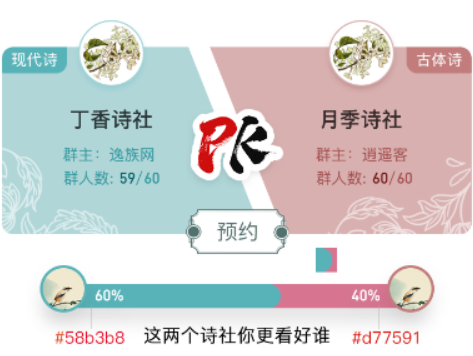 现代诗
古体诗
丁香诗社
月季诗社
PK
群主：逸族网
群主：逍遥客
群人数: 59/60
群人数: 60/60
预约
60%
40%
#58b3b8
这两个诗社你更看好谁
#d77591